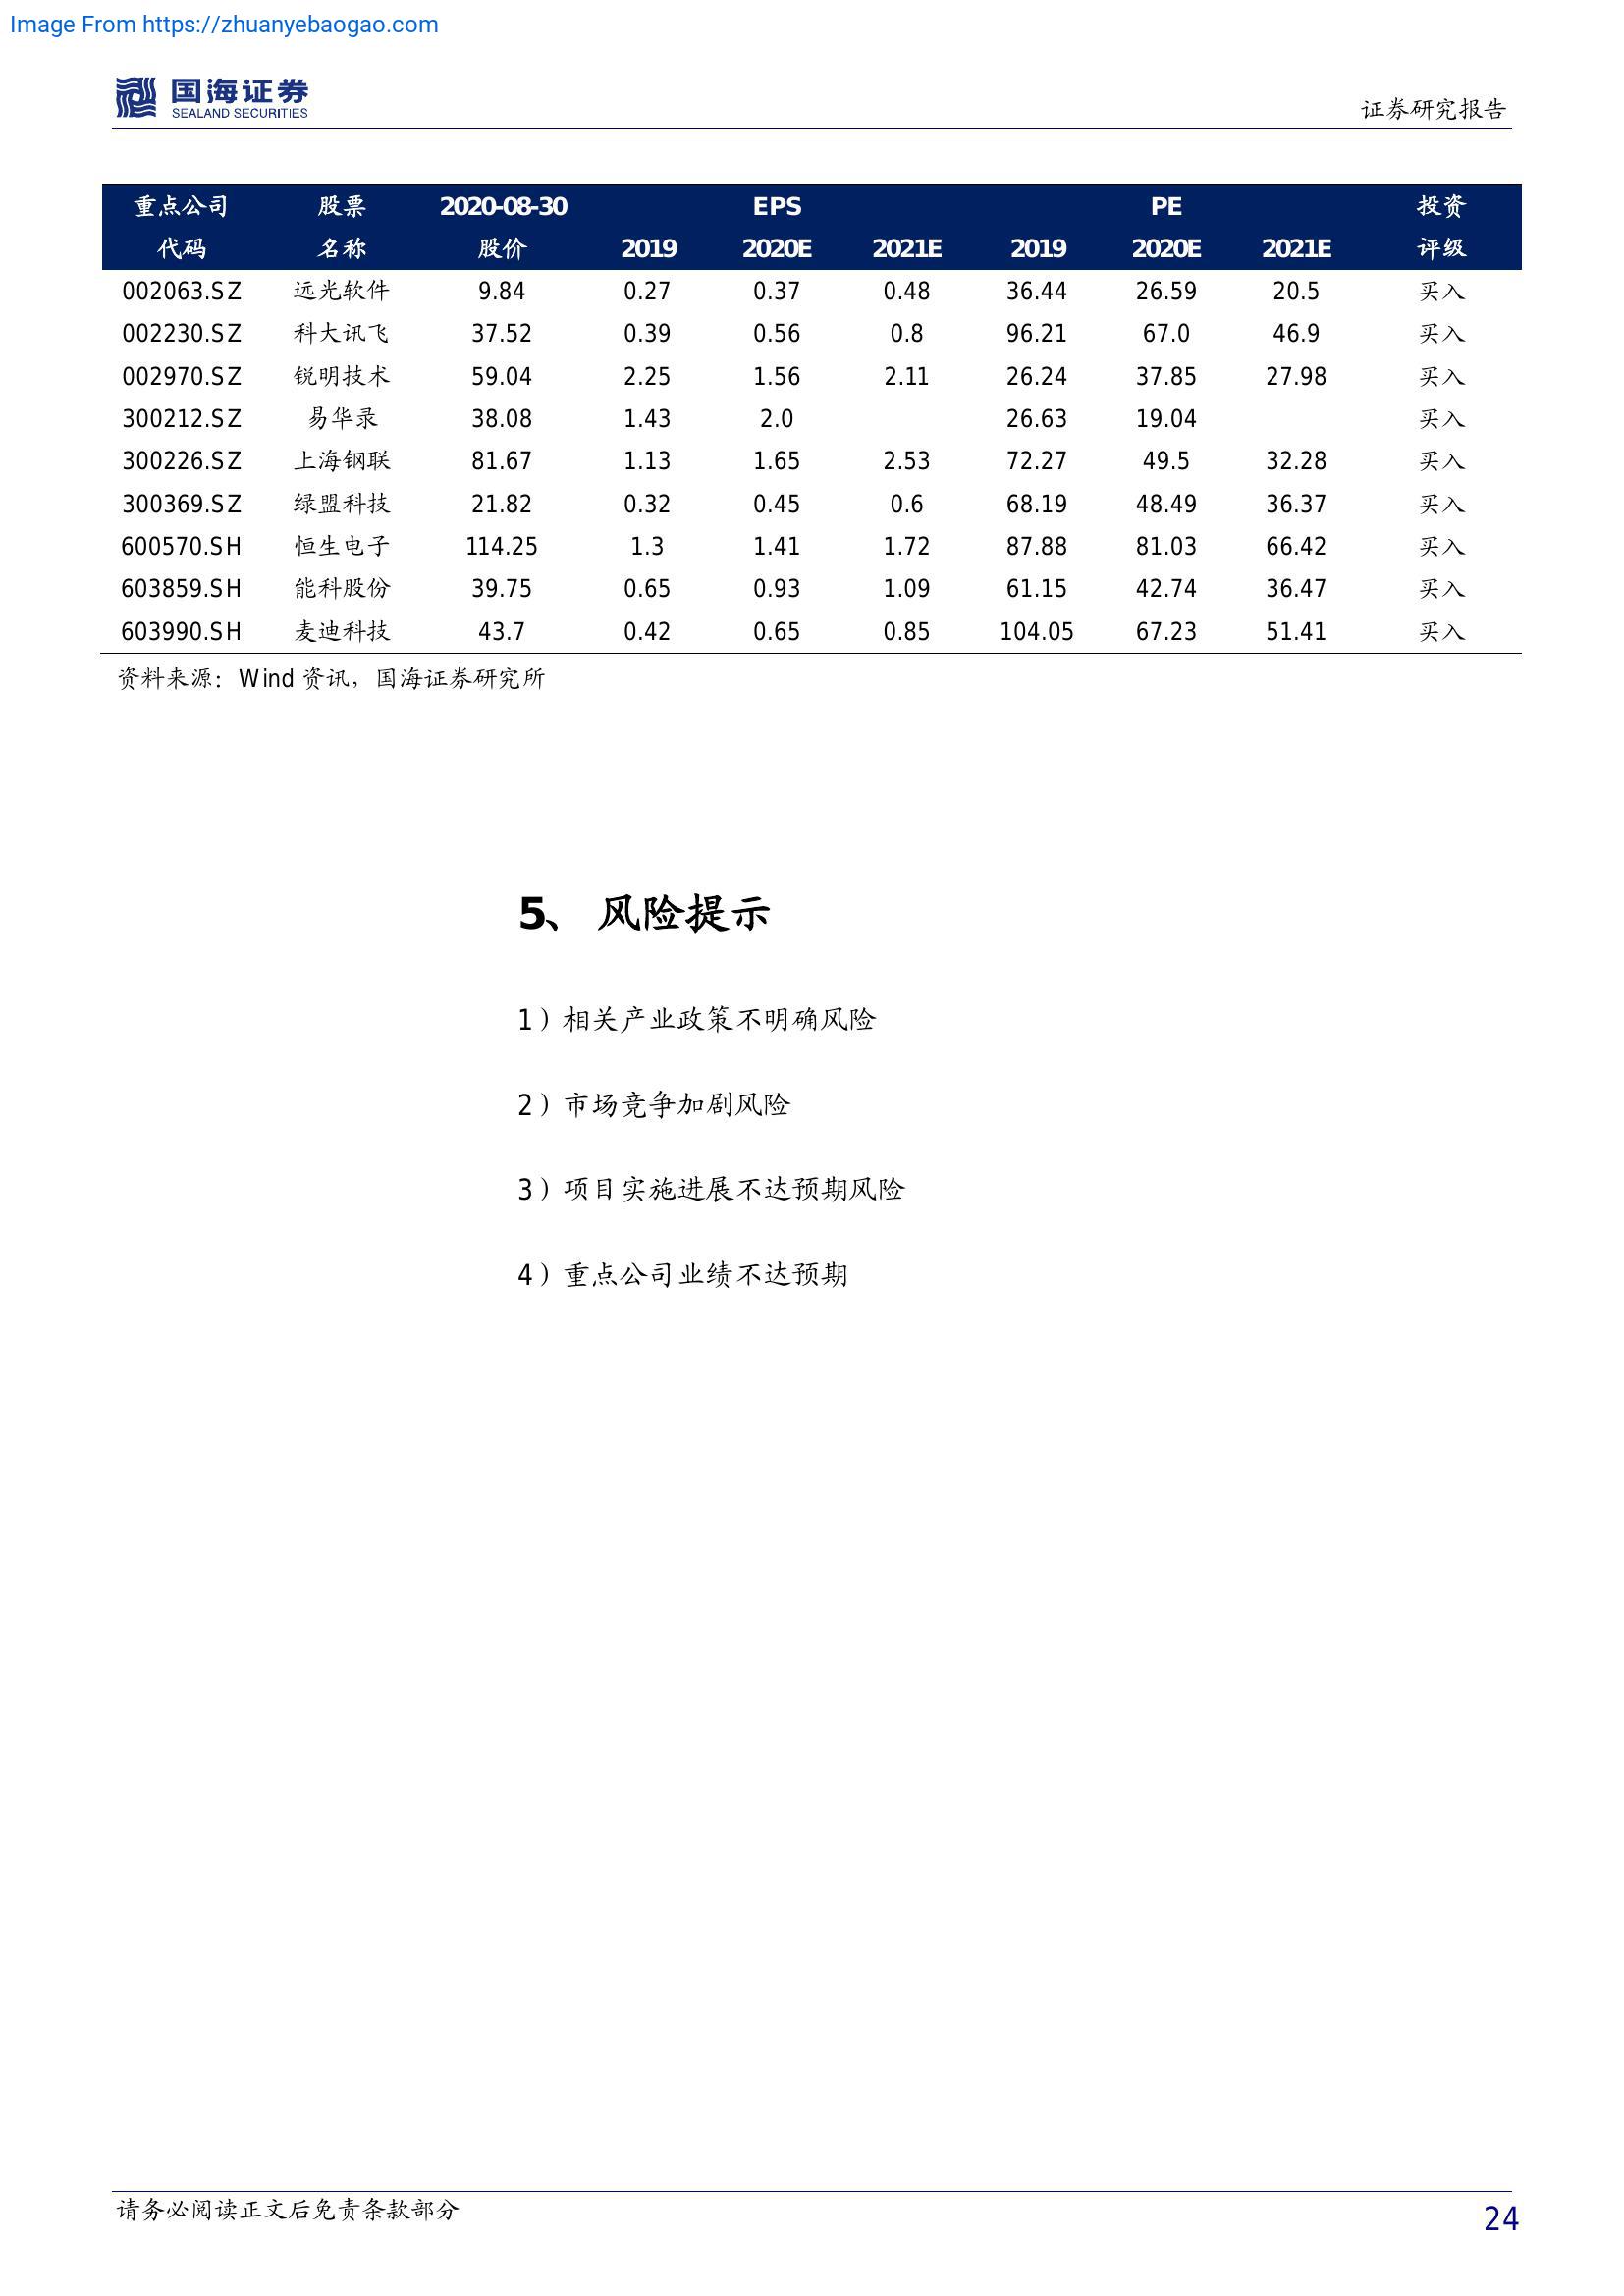 Image From https://zhuanyebaogao.com
国海证券
SEALAND SECURITIES
证券研究报告
重点公司 股票 2020-08-30 EPS PE 投资
代码 名称 股价 2019 2020E 2021E 2019 2020E 2021E 评级
002063.SZ 远光软件 9.84 0.27 0.37 0.48 36.44 26.59 20.5 买入
002230.SZ 科大讯飞 37.52 0.39 0.56 0.8 96.21 67.0 46.9 买入
002970.SZ 锐明技术 59.04 2.25 1.56 2.11 26.24 37.85 27.98 买入
300212.SZ 易华录 38.08 1.43 2.0 26.63 19.04 买入
300226.SZ 上海钢联 81.67 1.13 1.65 2.53 72.27 49.5 32.28 买入
300369.SZ 绿盟科技 21.82 0.32 0.45 0.6 68.19 48.49 36.37 买入
600570.SH 恒生电子 114.25 1.3 1.41 1.72 87.88 81.03 66.42 买入
603859.SH 能科股份 39.75 0.65 0.93 1.09 61.15 42.74 36.47 买入
603990.SH 麦迪科技 43.7 0.42 0.65 0.85 104.05 67.23 51.41 买入
资料来源：Wind 资讯，国海证券研究所
5、 风险提示
1）相关产业政策不明确风险
2）市场竞争加剧风险
3）项目实施进展不达预期风险
4）重点公司业绩不达预期
请务必阅读正文后免责条款部分
24